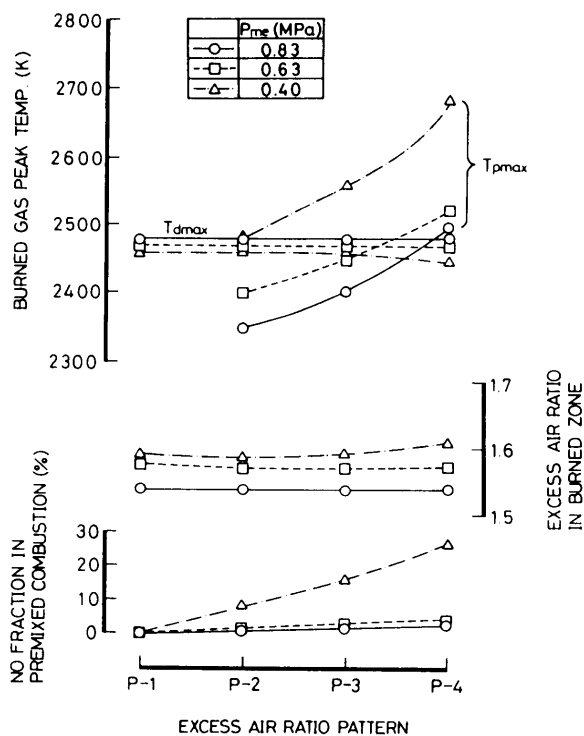 Pme (MPa)
0.83
0.63
0.40
BURNED GAS PEAK TEMP. (K)
2800
2700
2600
2500
2400
2300
Tdmax
Tpmax
1.7
1.6
1.5
EXCESS AIR RATIO
IN BURNED ZONE
NO FRACTION IN
PREMIXED COMBUSTION (%)
30
20
10
0
P-1 P-2 P-3 P-4
EXCESS AIR RATIO PATTERN